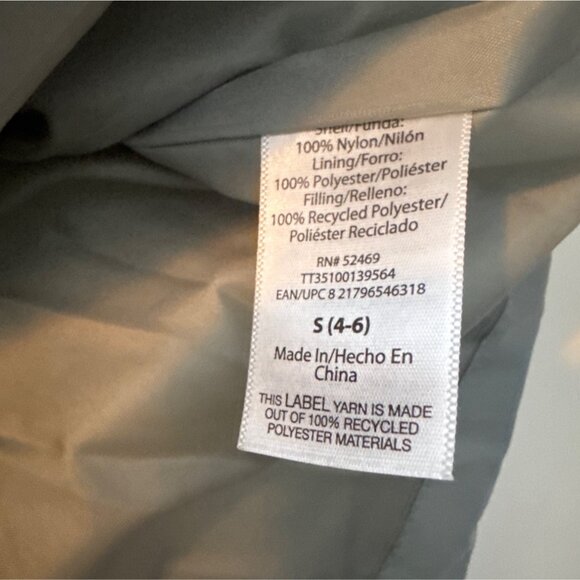 Shell/Funda:
100% Nylon/Nilón
Lining/Forro:
100% Polyester/Poliéster
Filling/Relleno:
100% Recycled Polyester/
Poliéster Reciclado
RN# 52469
TT35100139564
EAN/UPC 8 21796546318
S (4-6)
Made In/Hecho En
China
THIS LABEL YARN IS MADE
OUT OF 100% RECYCLED
POLYESTER MATERIALS